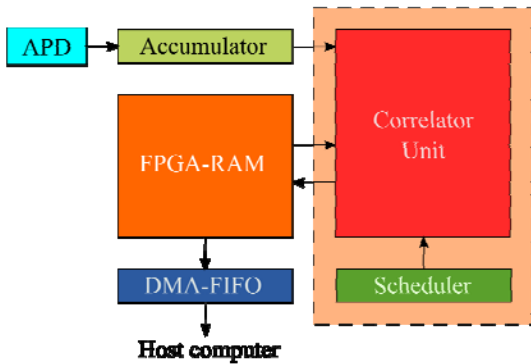 APD
Accumulator
Correlator
Unit
FPGA-RAM
DMA-FIFO
Scheduler
Host computer